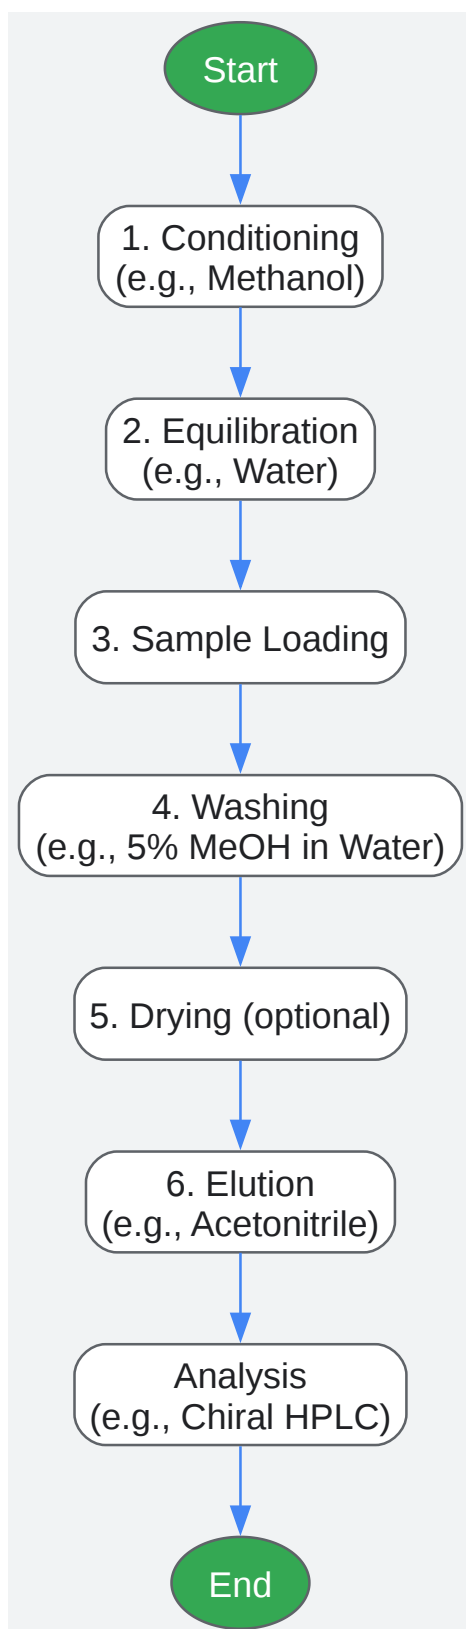 Start
1. Conditioning
(e.g., Methanol)
2. Equilibration
(e.g., Water)
3. Sample Loading
4. Washing
(e.g., 5% MeOH in Water)
5. Drying (optional)
6. Elution
(e.g., Acetonitrile)
Analysis
(e.g., Chiral HPLC)
End